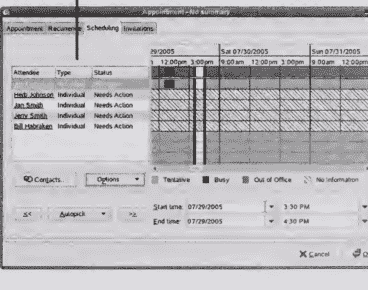 Appointment - No summary
Appointment Recurrence Scheduling Invitations
29/2005 Sat 07/30/2005 Sun 07/31/2005
12:00pm 3:00pm 9:00am 12:00pm 3:00pm 9:00am 12:00pm
Attendee Type Status
Heidi Johnson Individual Needs Action
Jan Smith Individual Needs Action
Jerry Smith Individual Needs Action
Bill Habraken Individual Needs Action
Contacts... Options Tentative Busy Out of Office No Information
<< Autopick >> Start time: 07/29/2005 3:30 PM
End time: 07/29/2005 4:30 PM
Cancel